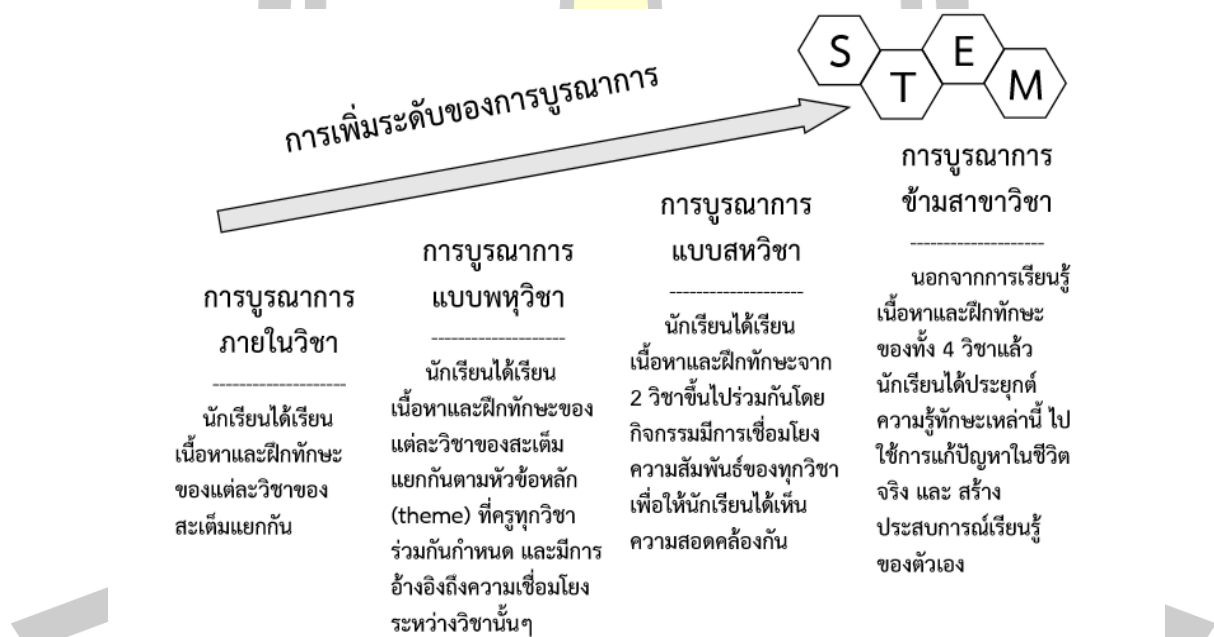 S T E M
การเพิ่มระดับของการบูรณาการ
การบูรณาการ
ภายในวิชา
--------------------
นักเรียนได้เรียน
เนื้อหาและฝึกทักษะ
ของแต่ละวิชาของ
สะเต็มแยกกัน
การบูรณาการ
แบบพหุวิชา
--------------------
นักเรียนได้เรียน
เนื้อหาและฝึกทักษะของ
แต่ละวิชาของสะเต็ม
แยกกันตามหัวข้อหลัก
(theme) ที่ครูทุกวิชา
ร่วมกันกำหนด และมีการ
อ้างอิงถึงความเชื่อมโยง
ระหว่างวิชานั้นๆ
การบูรณาการ
แบบสหวิชา
--------------------
นักเรียนได้เรียน
เนื้อหาและฝึกทักษะจาก
2 วิชาขึ้นไปร่วมกันโดย
กิจกรรมมีการเชื่อมโยง
ความสัมพันธ์ของทุกวิชา
เพื่อให้นักเรียนได้เห็น
ความสอดคล้องกัน
การบูรณาการ
ข้ามสาขาวิชา
--------------------
นอกจากการเรียนรู้
เนื้อหาและฝึกทักษะ
ของทั้ง 4 วิชาแล้ว
นักเรียนได้ประยุกต์
ความรู้ทักษะเหล่านี้ ไป
ใช้การแก้ปัญหาในชีวิต
จริง และ สร้าง
ประสบการณ์เรียนรู้
ของตัวเอง